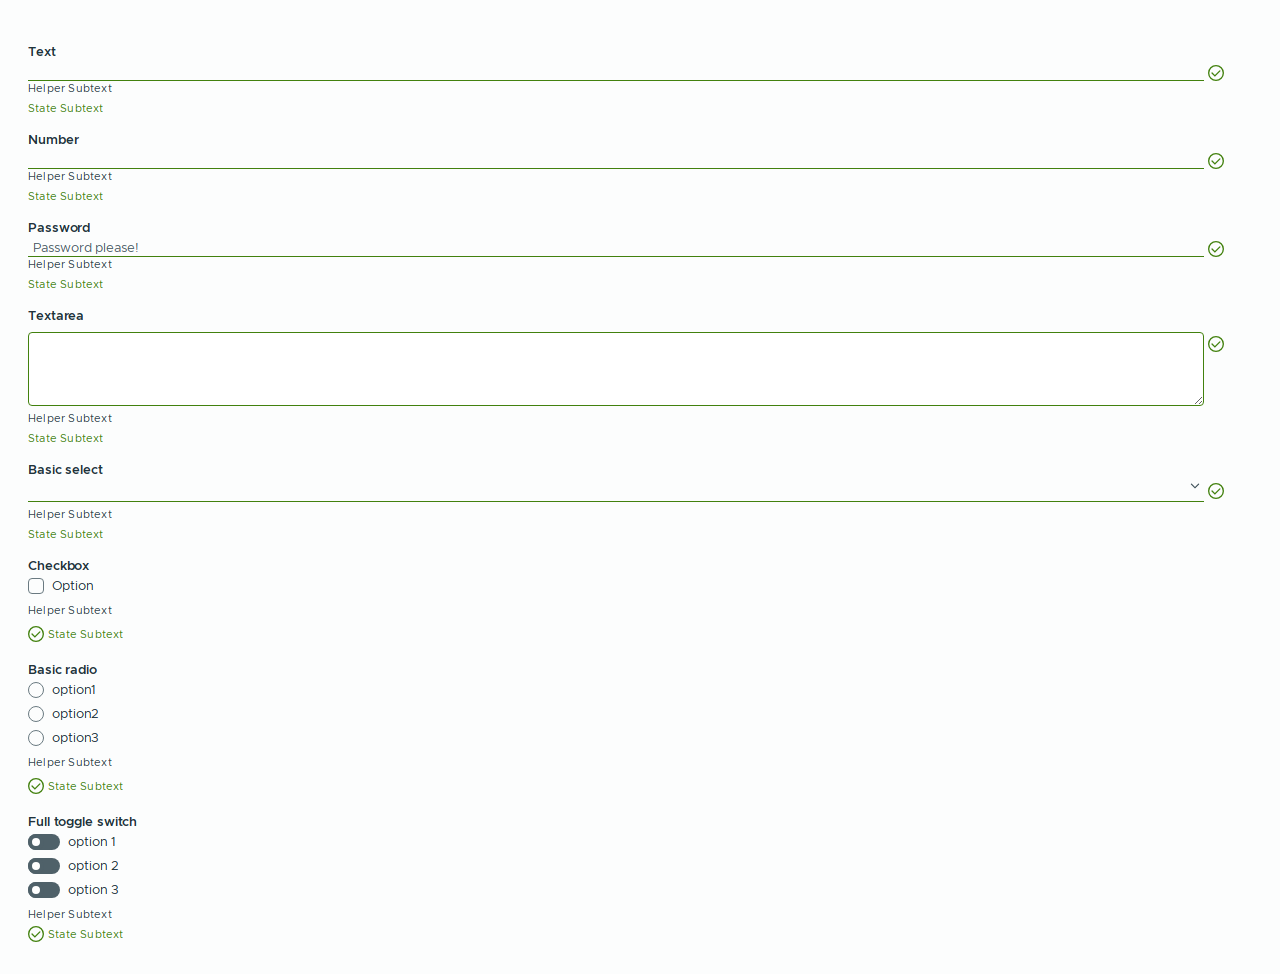 Text
Helper Subtext
State Subtext
Number
Helper Subtext
State Subtext
Password
Password please!
Helper Subtext
State Subtext
Textarea
Helper Subtext
State Subtext
Basic select
Helper Subtext
State Subtext
Checkbox
Option
Helper Subtext
State Subtext
Basic radio
option1
option2
option3
Helper Subtext
State Subtext
Full toggle switch
option 1
option 2
option 3
Helper Subtext
State Subtext